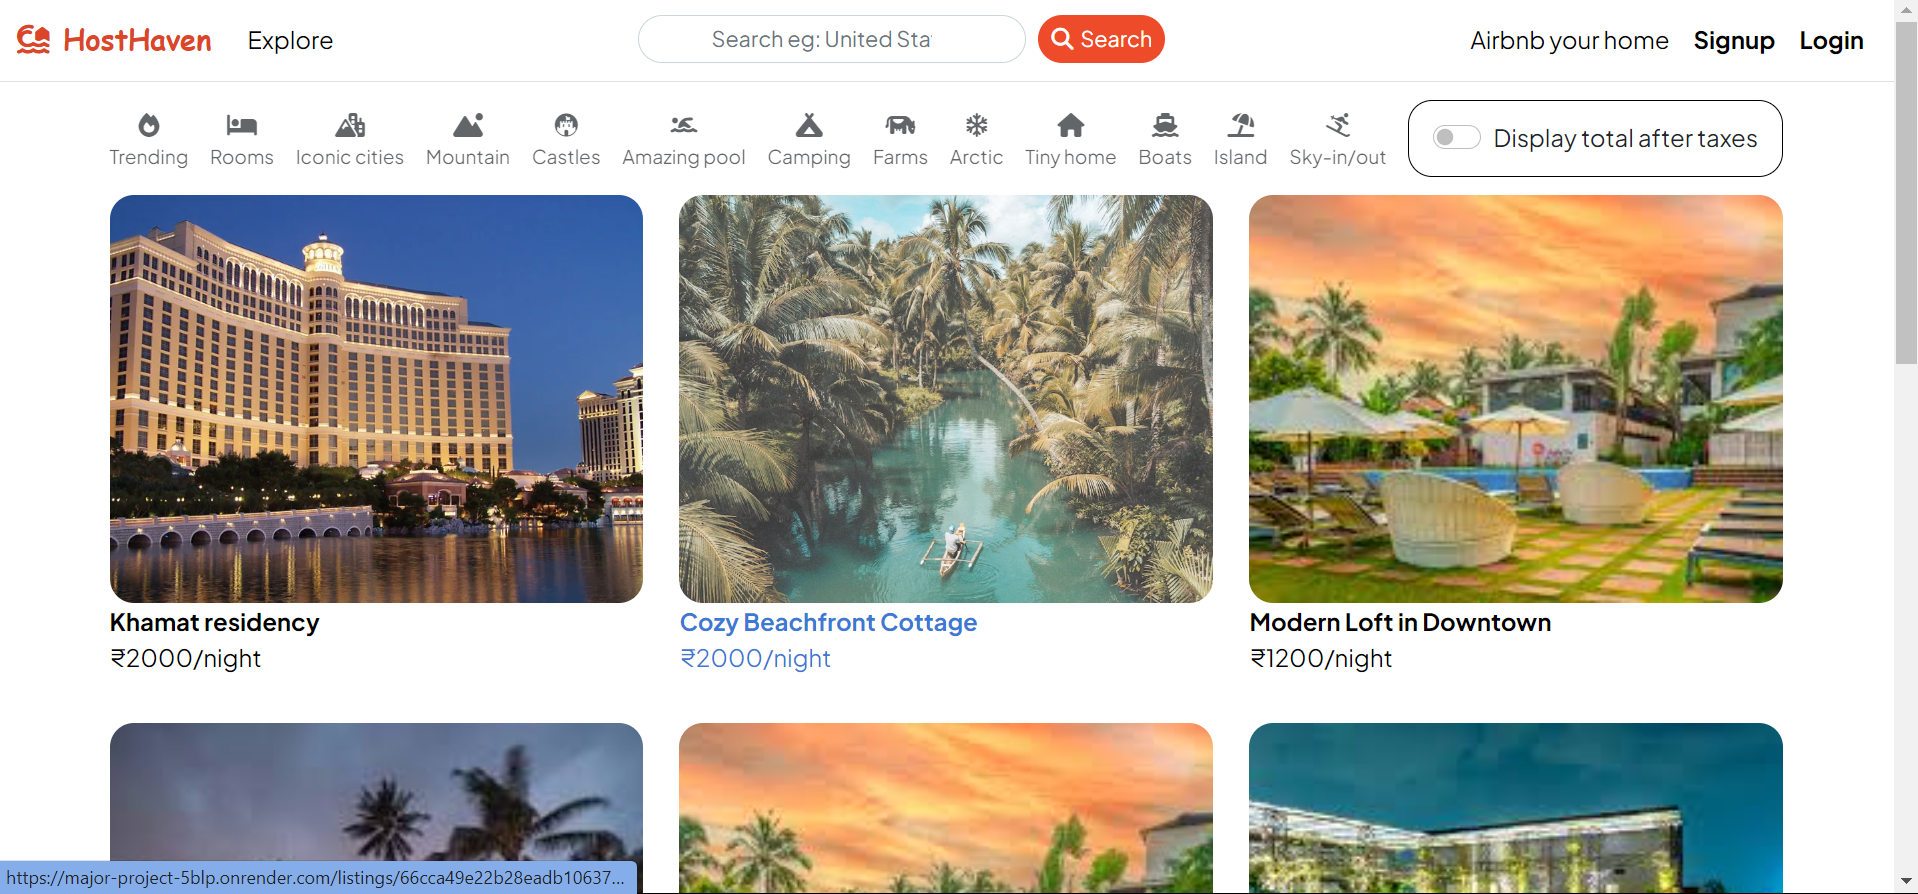 HostHaven Explore Search eg: United Sta Search Airbnb your home Signup Login
Trending Rooms Iconic cities Mountain Castles Amazing pool Camping Farms Arctic Tiny home Boats Island Sky-in/out Display total after taxes
Khamat residency Cozy Beachfront Cottage Modern Loft in Downtown
₹2000/night ₹2000/night ₹1200/night
https://major-project-5blp.onrender.com/listings/66cca49e22b28eadb10637...